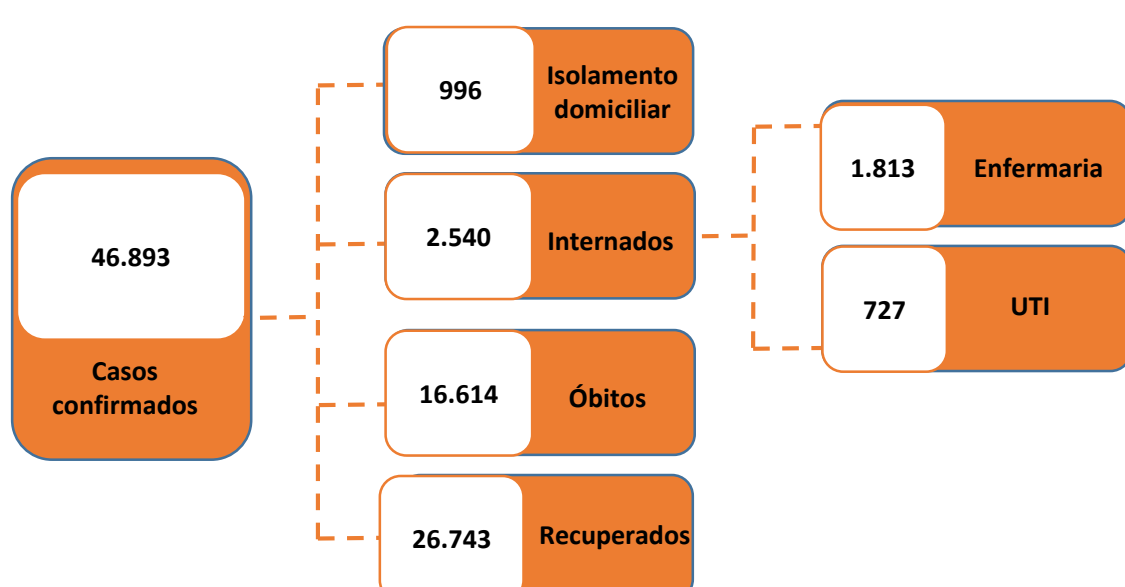 46.893
Casos
confirmados
996
Isolamento
domiciliar
2.540
Internados
1.813
Enfermaria
727
UTI
16.614
Óbitos
26.743
Recuperados